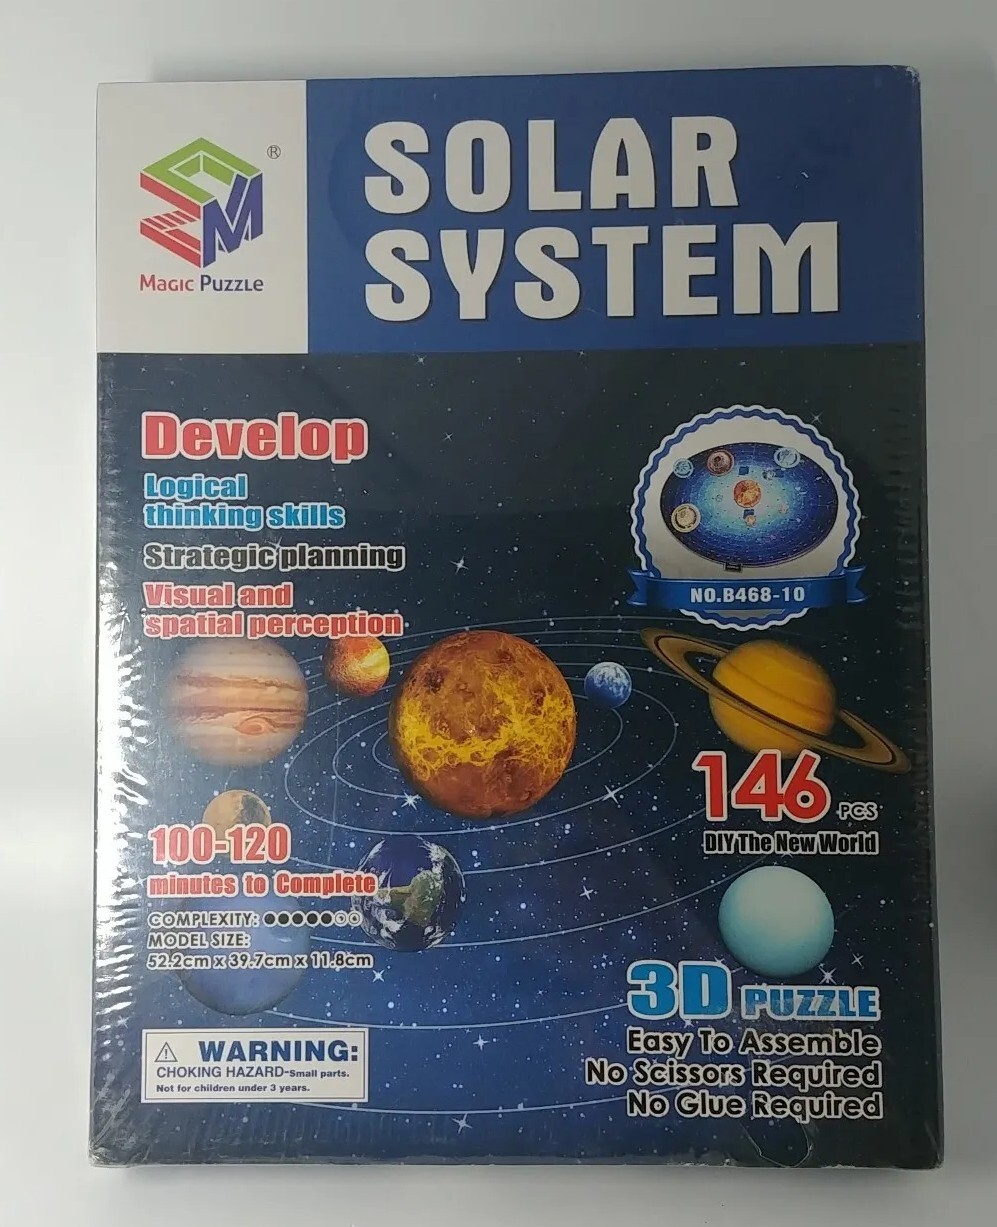 ®
MAGIC PUZZLE
SOLAR
SYSTEM
Develop
Logical
thinking skills
Strategic planning
Visual and
spatial perception
NO.B468-10
146 PCS
DIY The New World
100-120
minutes to Complete
COMPLEXITY:
MODEL SIZE:
52.2cm x 39.7cm x 11.8cm
3D PUZZLE
Easy To Assemble
No Scissors Required
No Glue Required
WARNING:
CHOKING HAZARD-Small parts.
Not for children under 3 years.